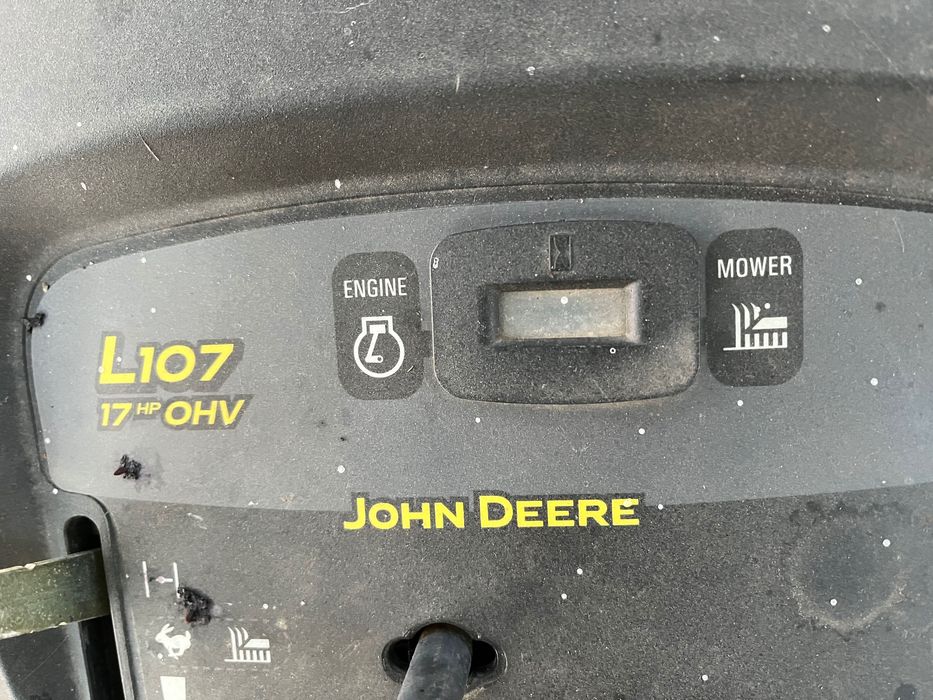 ENGINE
MOWER
L107
17 HP OHV
JOHN DEERE